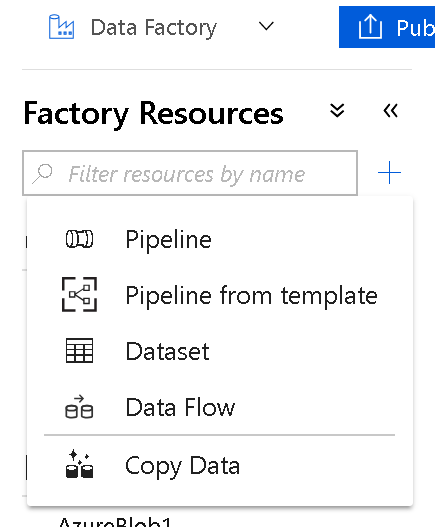 Data Factory
Pub
Factory Resources
Filter resources by name
Pipeline
Pipeline from template
Dataset
Data Flow
Copy Data
AzureBlob1